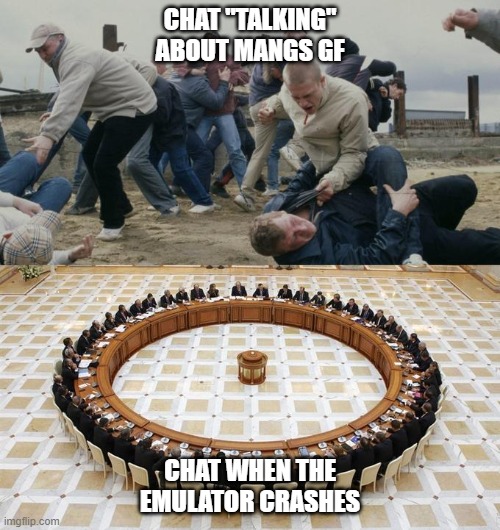 CHAT "TALKING"
ABOUT MANGS GF
CHAT WHEN THE
EMULATOR CRASHES
imgflip.com